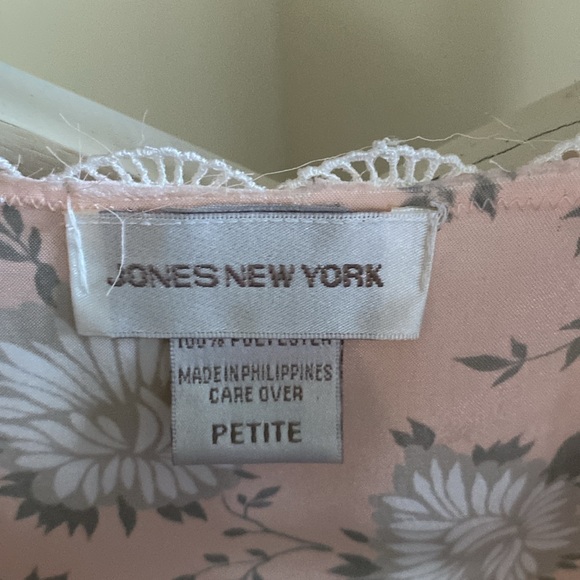 JONES NEW YORK
100% POLYESTER
MADE IN PHILIPPINES
CARE OVER
PETITE